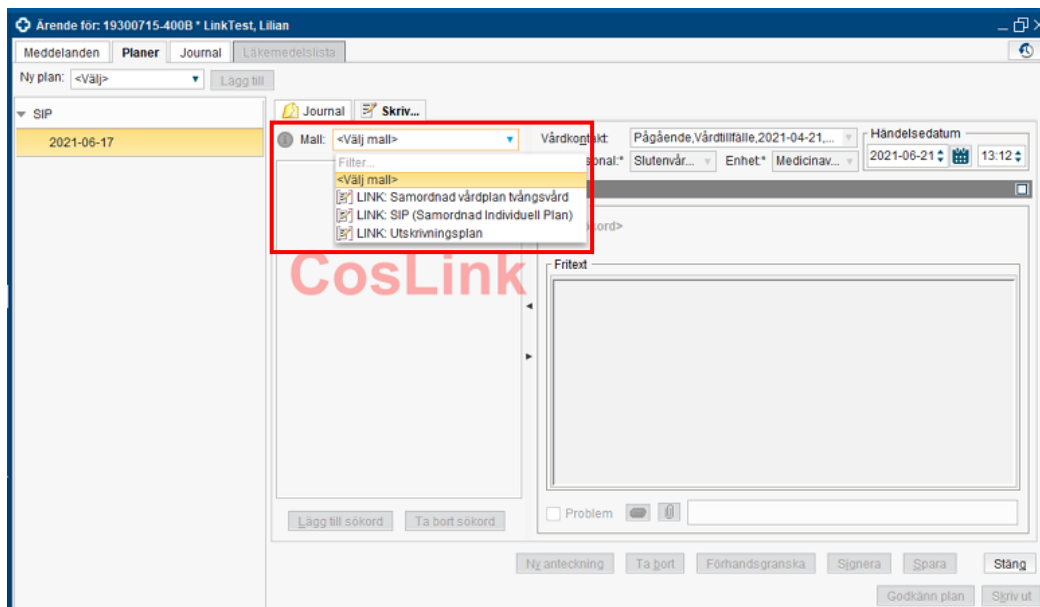 Ärende för: 19300715-400B * LinkTest, Lilian
Meddelanden Planer Journal Läkemedelslista
Ny plan: <Välj> Lägg till
SIP
2021-06-17
Journal Skriv...
Mall: <Välj mall>
Filter...
<Välj mall>
LINK: Samordnad vårdplan tvångsvård
LINK: SIP (Samordnad Individuell Plan)
LINK: Utskrivningsplan
Vårdkontakt: Pågående,Vårdtillfälle,2021-04-21,...
Händelsedatum
2021-06-21 13:12
sonal:* Slutenvår... Enhet:* Medicinav...
kord>
CosLink
Fritext
Problem
Lägg till sökord Ta bort sökord
Ny anteckning Ta bort Förhandsgranska Signera Spara Stäng
Godkänn plan Skriv ut